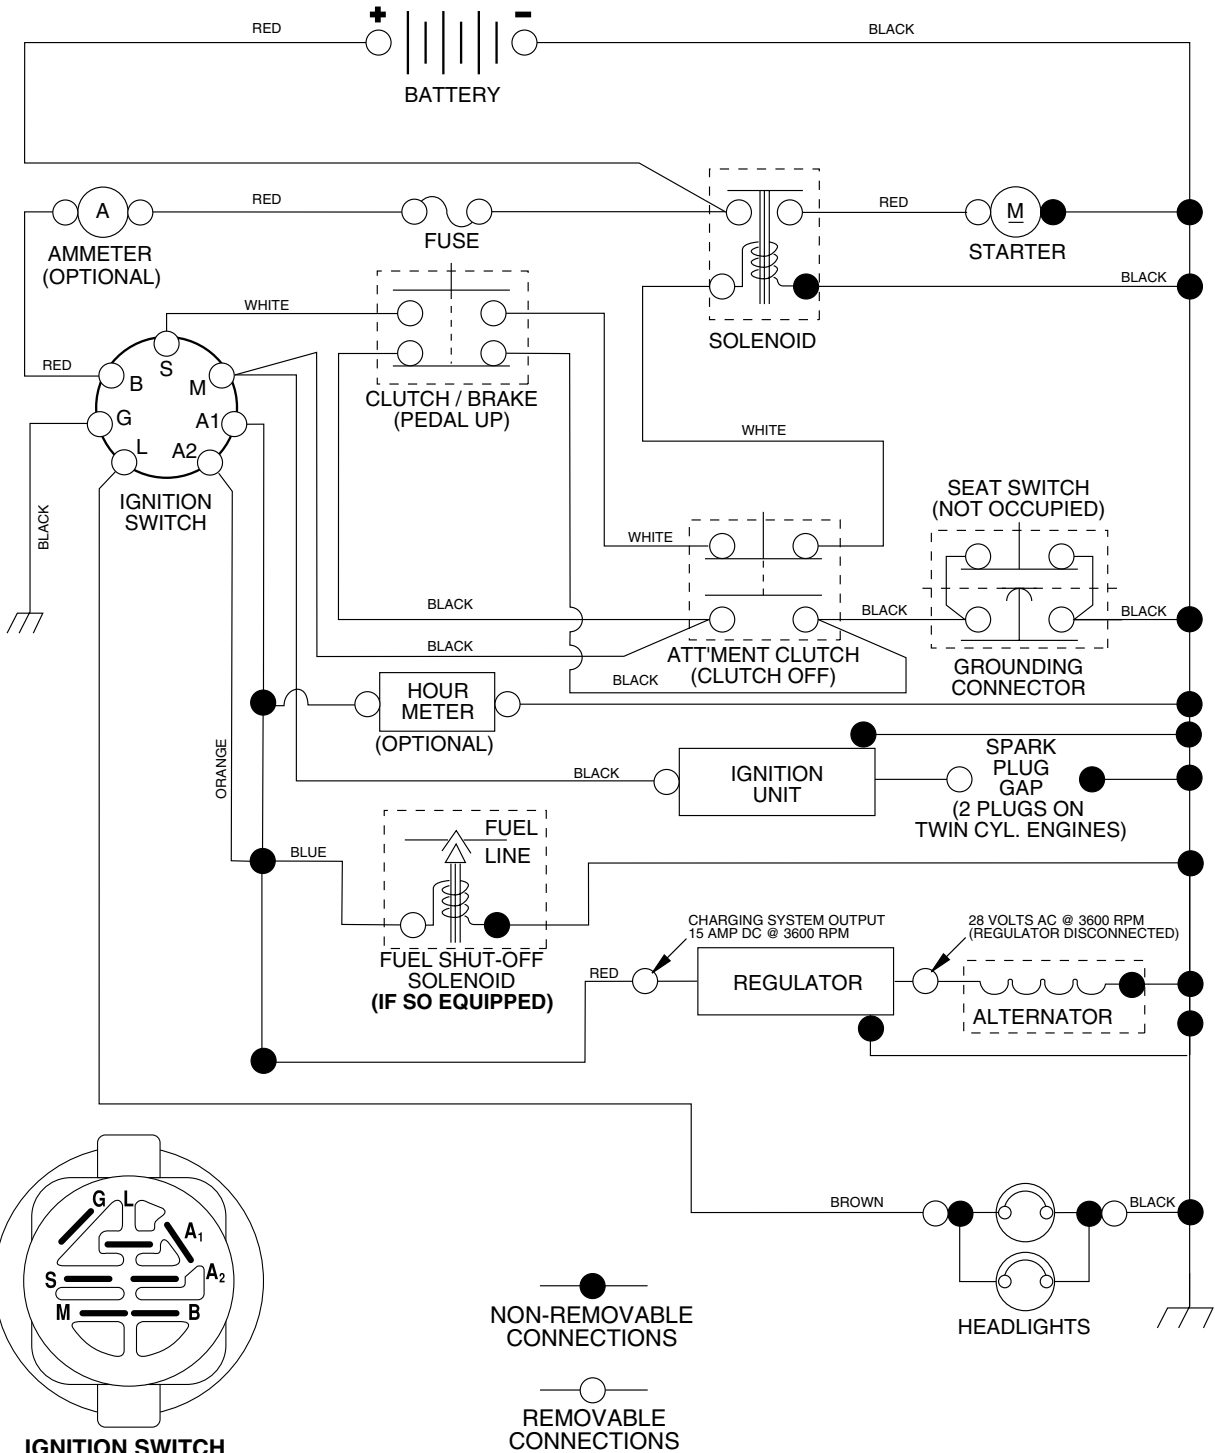 + −
RED
BLACK
BATTERY
A
RED
RED
M
AMMETER
(OPTIONAL)
FUSE
STARTER
BLACK
WHITE
SOLENOID
RED
S
B
M
G
A1
L
A2
CLUTCH / BRAKE
(PEDAL UP)
WHITE
IGNITION
SWITCH
BLACK
SEAT SWITCH
(NOT OCCUPIED)
WHITE
BLACK
BLACK
BLACK
BLACK
ATT'MENT CLUTCH
(CLUTCH OFF)
BLACK
GROUNDING
CONNECTOR
HOUR
METER
(OPTIONAL)
ORANGE
BLACK
IGNITION
UNIT
SPARK
PLUG
GAP
(2 PLUGS ON
TWIN CYL. ENGINES)
BLUE
FUEL
LINE
FUEL SHUT-OFF
SOLENOID
(IF SO EQUIPPED)
CHARGING SYSTEM OUTPUT
15 AMP DC @ 3600 RPM
28 VOLTS AC @ 3600 RPM
(REGULATOR DISCONNECTED)
RED
REGULATOR
ALTERNATOR
G L
A1
S
A2
M
B
IGNITION SWITCH
BROWN
BLACK
HEADLIGHTS
NON-REMOVABLE
CONNECTIONS
REMOVABLE
CONNECTIONS